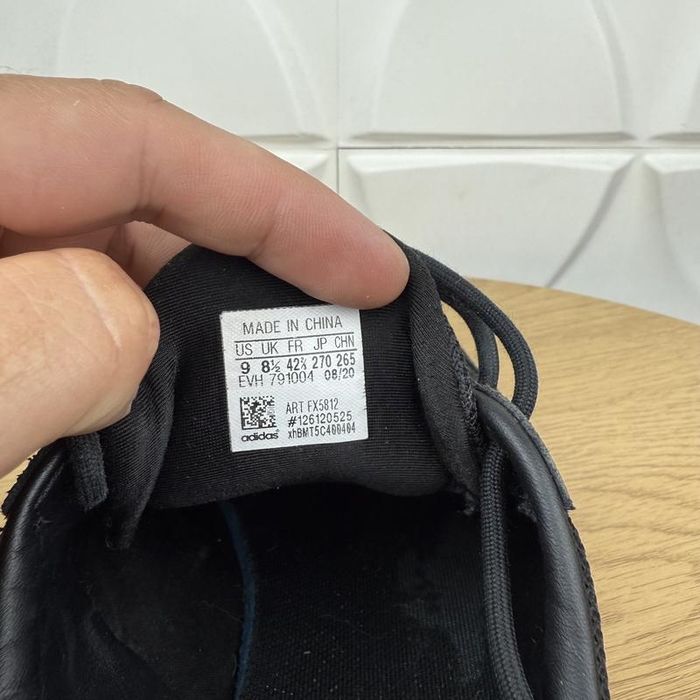 MADE IN CHINA
US UK FR JP CHN
9 8½ 42⅔ 270 265
EVH 791004 08/20
ART FX5812
#126120525
adidas xhBMT5C400404